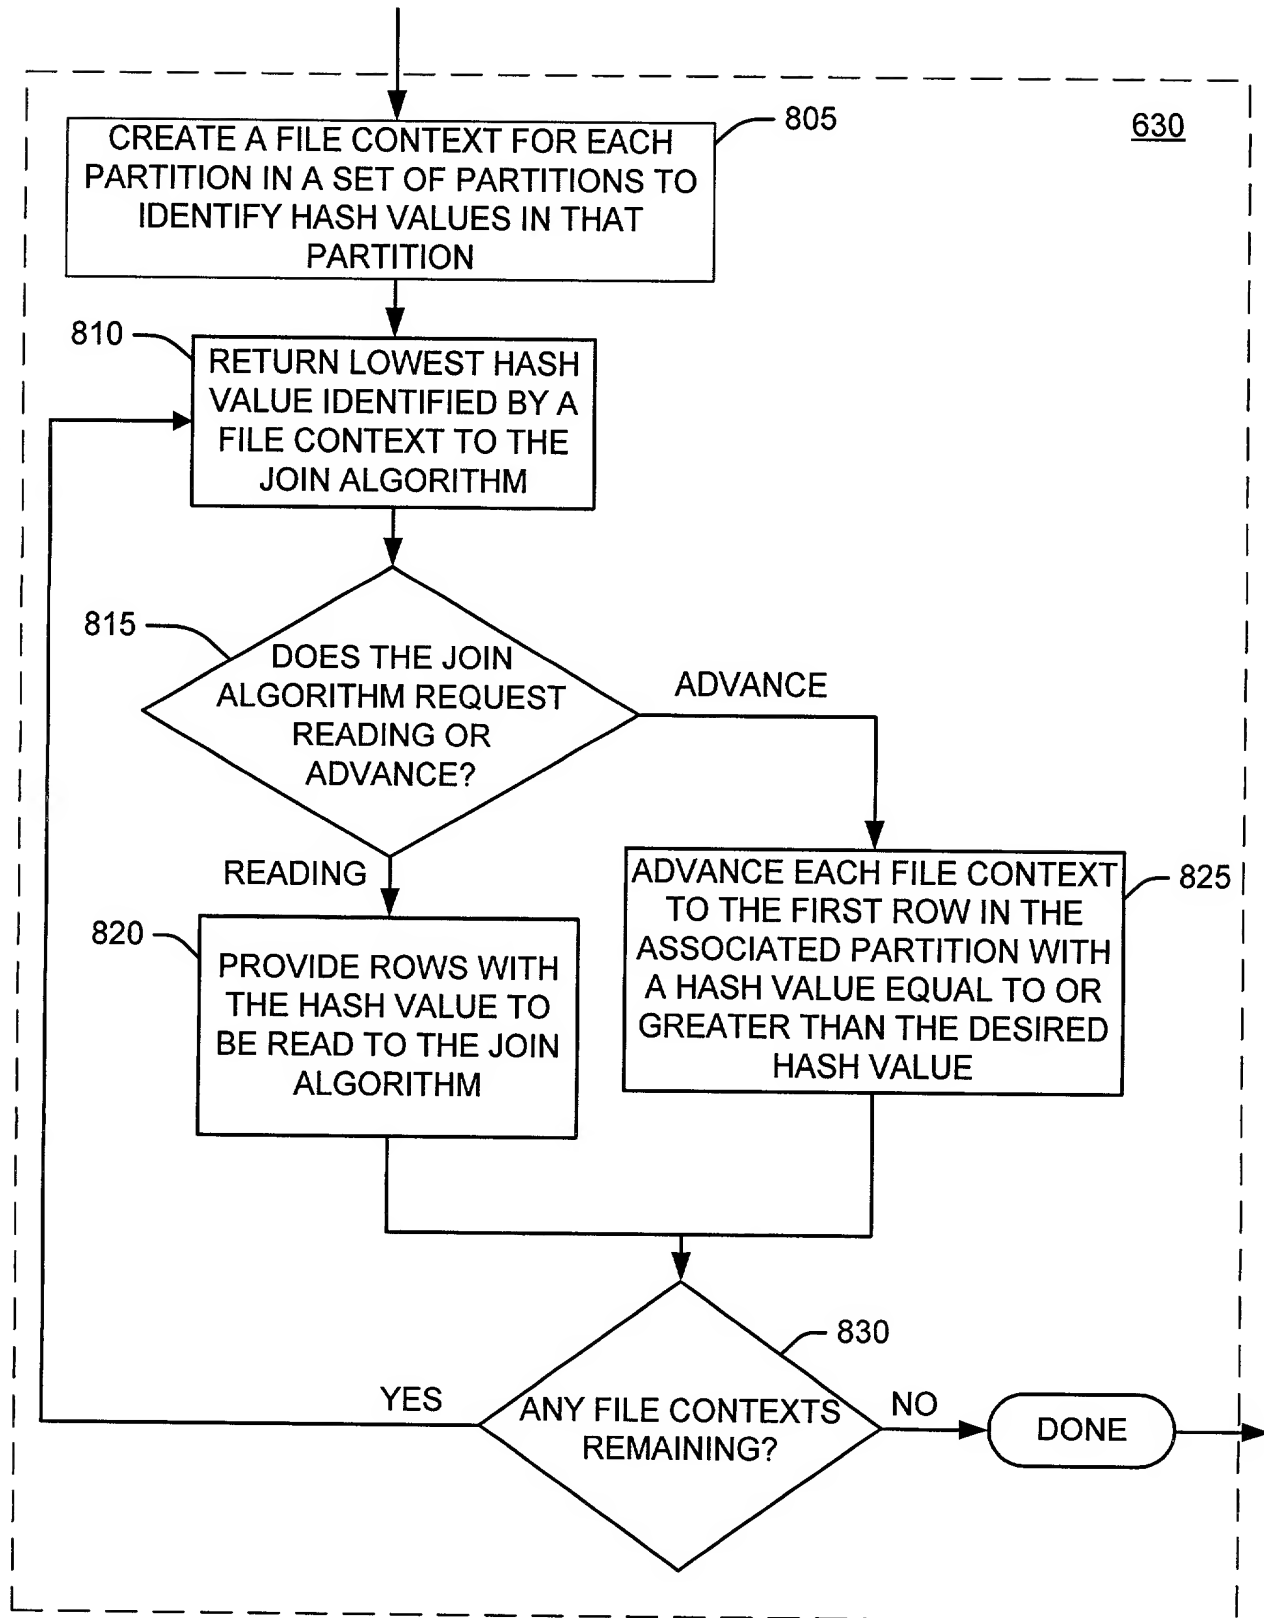 805
630
CREATE A FILE CONTEXT FOR EACH
PARTITION IN A SET OF PARTITIONS TO
IDENTIFY HASH VALUES IN THAT
PARTITION
810
RETURN LOWEST HASH
VALUE IDENTIFIED BY A
FILE CONTEXT TO THE
JOIN ALGORITHM
815
DOES THE JOIN
ALGORITHM REQUEST
READING OR
ADVANCE?
ADVANCE
READING
825
ADVANCE EACH FILE CONTEXT
TO THE FIRST ROW IN THE
ASSOCIATED PARTITION WITH
A HASH VALUE EQUAL TO OR
GREATER THAN THE DESIRED
HASH VALUE
820
PROVIDE ROWS WITH
THE HASH VALUE TO
BE READ TO THE JOIN
ALGORITHM
830
ANY FILE CONTEXTS
REMAINING?
YES
NO
DONE